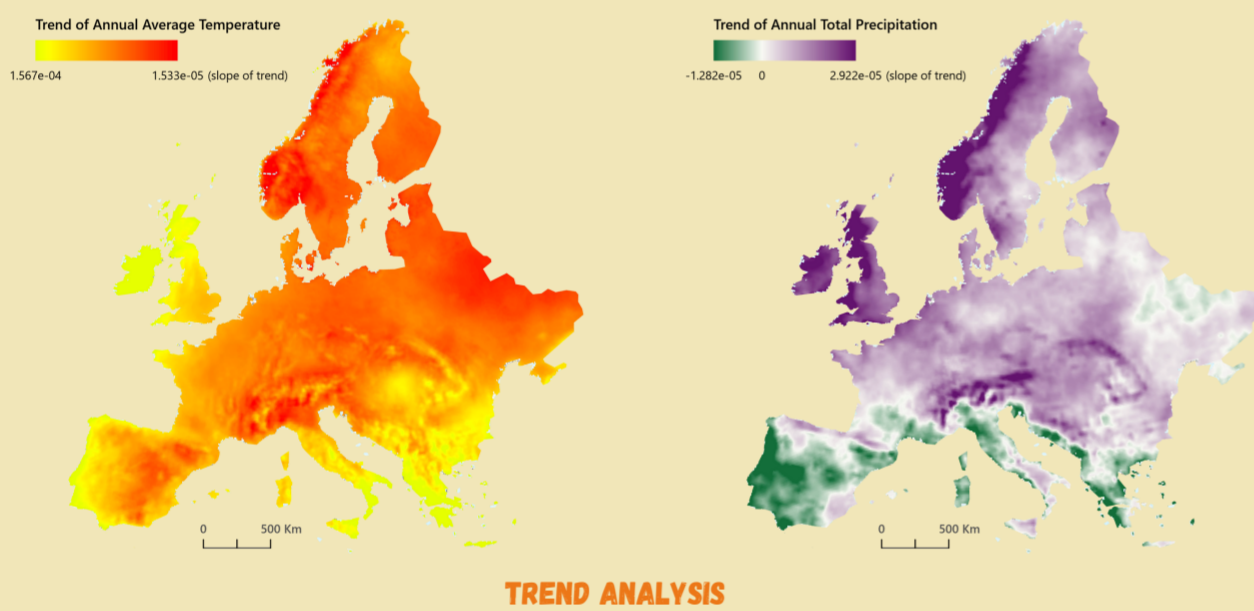 Trend of Annual Average Temperature
1.567e-04 1.533e-05 (slope of trend)
0 500 Km
Trend of Annual Total Precipitation
-1.282e-05 0 2.922e-05 (slope of trend)
0 500 Km
TREND ANALYSIS